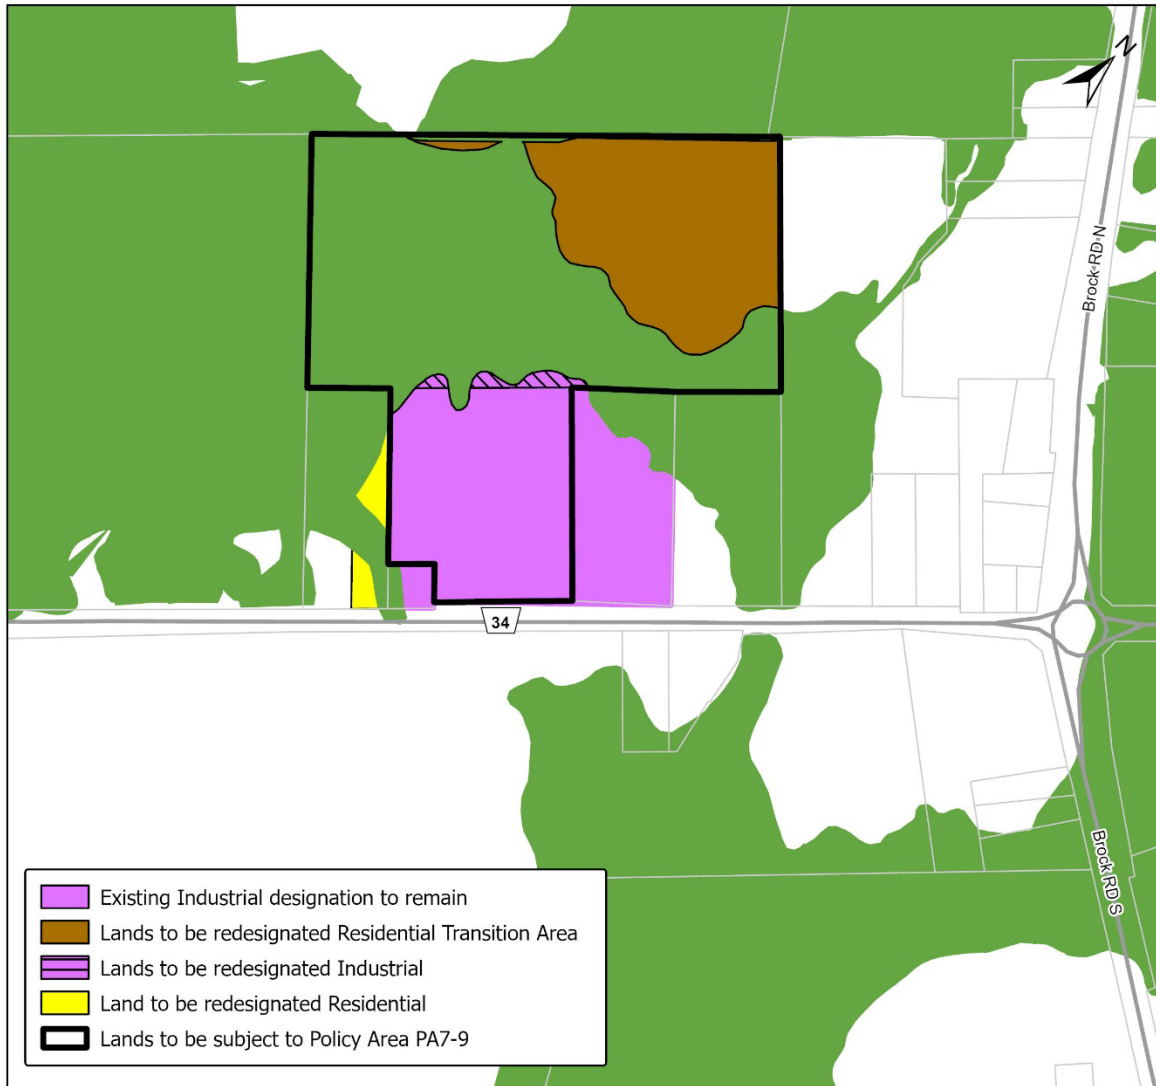 N
Brock RD N
34
Brock RD S
Existing Industrial designation to remain
Lands to be redesignated Residential Transition Area
Lands to be redesignated Industrial
Land to be redesignated Residential
Lands to be subject to Policy Area PA7-9